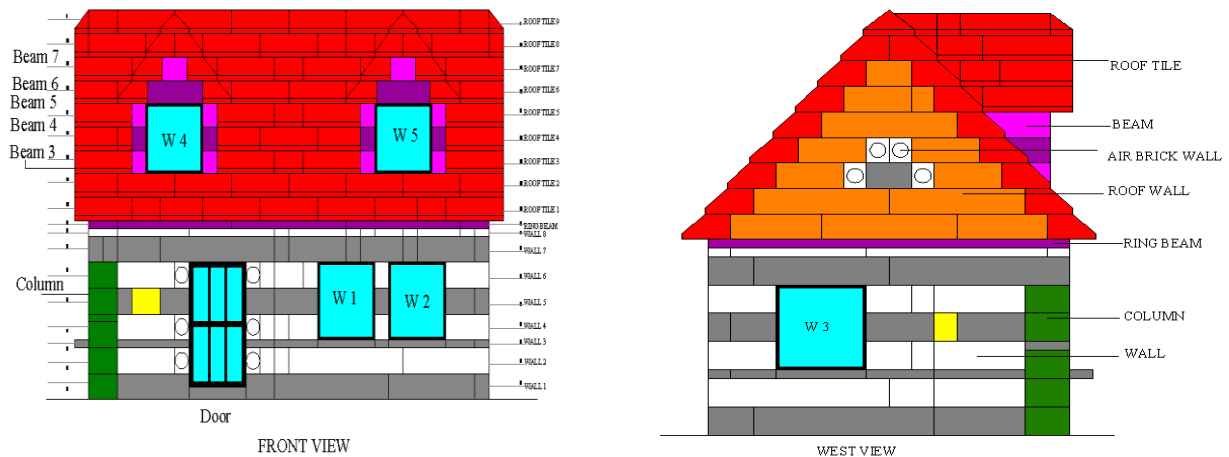 ROOF TILE 9
ROOF TILE 8
Beam 7
ROOF TILE 7
Beam 6
ROOF TILE 6
Beam 5
ROOF TILE 5
Beam 4
W 4
W 5
ROOF TILE 4
Beam 3
ROOF TILE 3
ROOF TILE 2
ROOF TILE 1
RING BEAM
WALL 8
WALL 7
Column
WALL 6
W 1
W 2
WALL 5
WALL 4
WALL 3
WALL 2
WALL 1
Door
FRONT VIEW
ROOF TILE
BEAM
AIR BRICK WALL
ROOF WALL
RING BEAM
W 3
COLUMN
WALL
WEST VIEW